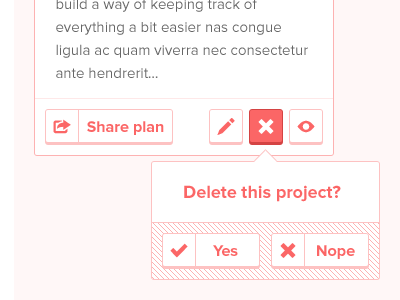 build a way of keeping track of
everything a bit easier nas congue
ligula ac quam viverra nec consectetur
ante hendrerit...
Share plan
Delete this project?
Yes
Nope